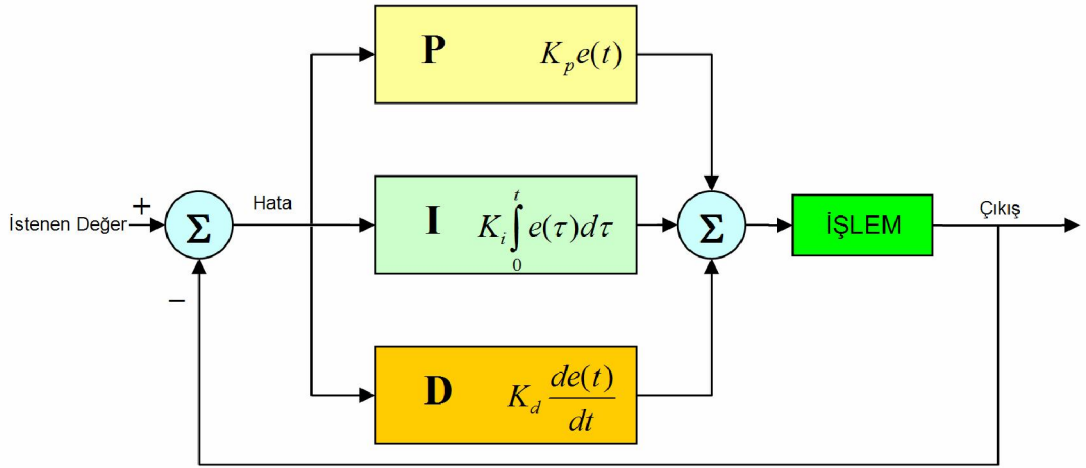 P K_p e(t)
+
İstenen Değer
Σ
Hata
I K_i ∫_0^t e(τ)dτ
Σ
İŞLEM
Çıkış
−
D K_d de(t)/dt